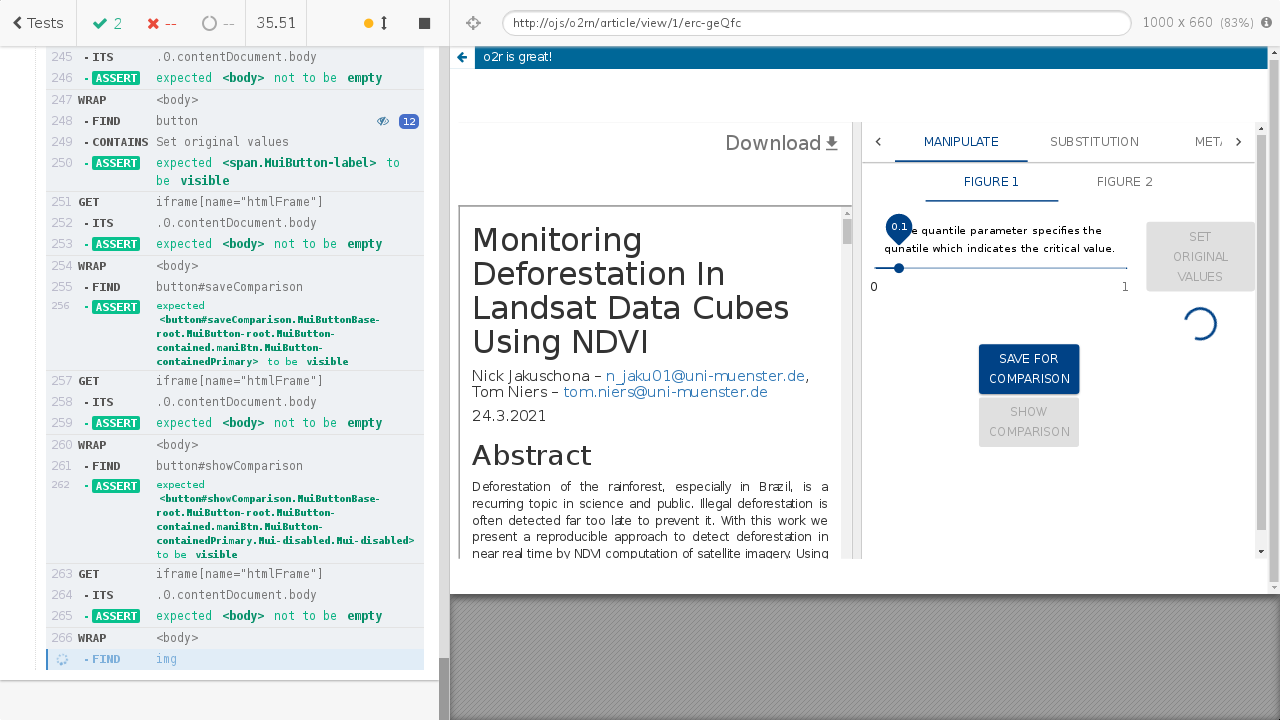 Tests 2 -- -- 35.51
http://ojs/o2rn/article/view/1/erc-geQfc
1000 x 660 (83%)
245 -ITS .0.contentDocument.body
246 -ASSERT expected <body> not to be empty
247 WRAP <body>
248 -FIND button 12
249 -CONTAINS Set original values
250 -ASSERT expected <span.MuiButton-label> to
be visible
251 GET iframe[name="htmlFrame"]
252 -ITS .0.contentDocument.body
253 -ASSERT expected <body> not to be empty
254 WRAP <body>
255 -FIND button#saveComparison
256 -ASSERT expected
<button#saveComparison.MuiButtonBase-
root.MuiButton-root.MuiButton-
contained.maniBtn.MuiButton-
containedPrimary> to be visible
257 GET iframe[name="htmlFrame"]
258 -ITS .0.contentDocument.body
259 -ASSERT expected <body> not to be empty
260 WRAP <body>
261 -FIND button#showComparison
262 -ASSERT expected
<button#showComparison.MuiButtonBase-
root.MuiButton-root.MuiButton-
contained.maniBtn.MuiButton-
containedPrimary.Mui-disabled.Mui-disabled>
to be visible
263 GET iframe[name="htmlFrame"]
264 -ITS .0.contentDocument.body
265 -ASSERT expected <body> not to be empty
266 WRAP <body>
-FIND img
o2r is great!
Download
Monitoring
Deforestation In
Landsat Data Cubes
Using NDVI
Nick Jakuschona – n_jaku01@uni-muenster.de,
Tom Niers – tom.niers@uni-muenster.de
24.3.2021
Abstract
Deforestation of the rainforest, especially in Brazil, is a
recurring topic in science and public. Illegal deforestation is
often detected far too late to prevent it. With this work we
present a reproducible approach to detect deforestation in
near real time by NDVI computation of satellite imagery. Using
MANIPULATE SUBSTITUTION META
FIGURE 1 FIGURE 2
0.1
quantile parameter specifies the
qunatile which indicates the critical value.
0 1
SET
ORIGINAL
VALUES
SAVE FOR
COMPARISON
SHOW
COMPARISON